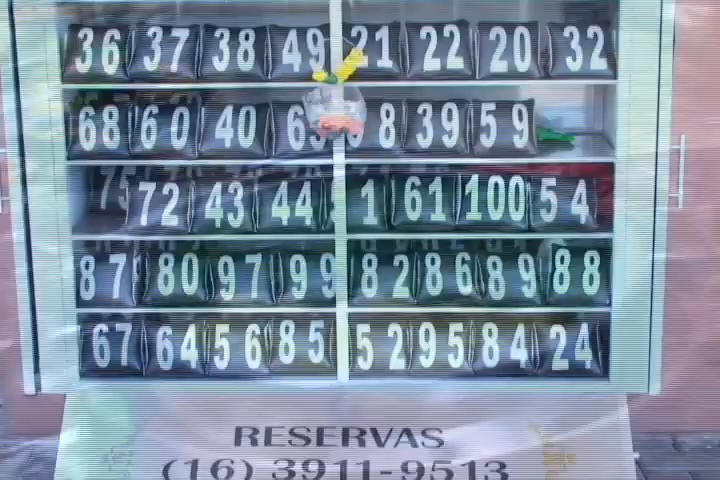 36 37 38 49 21 22 20 32
68 60 40 39 59
75 72 43 44 1 61 100 54
87 80 97 99 82 86 89 88
67 64 56 85 52 95 84 24
RESERVAS
(16) 3911-9513